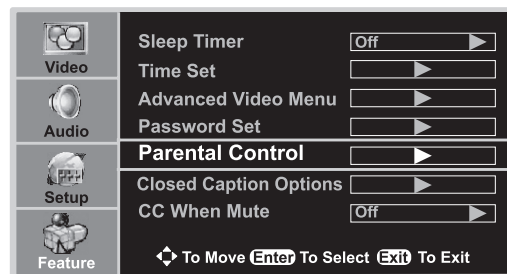 Video
Audio
Setup
Feature
Sleep Timer Off
Time Set
Advanced Video Menu
Password Set
Parental Control
Closed Caption Options
CC When Mute Off
To Move Enter To Select Exit To Exit